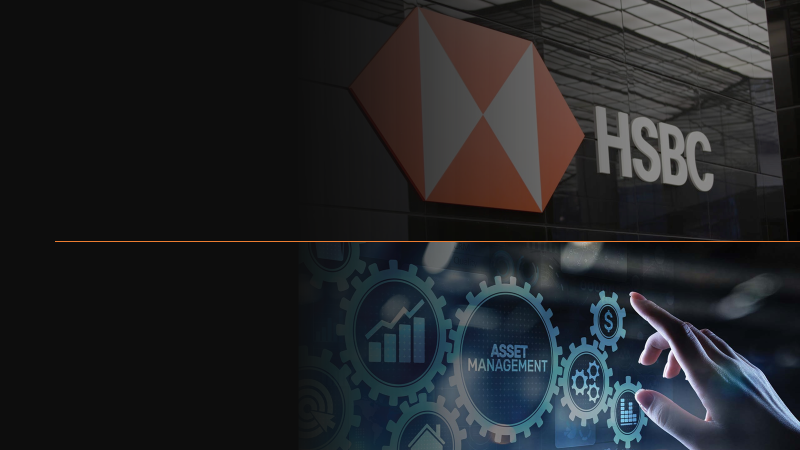 HSBC
ASSET
MANAGEMENT
$